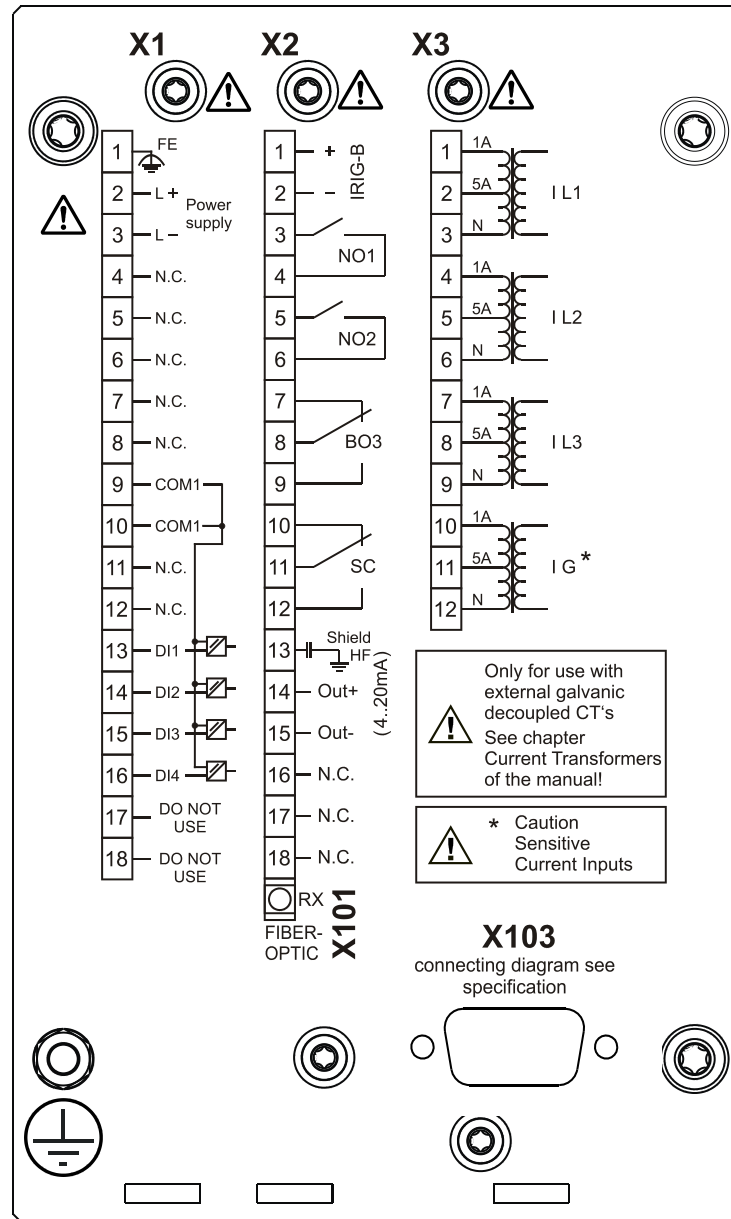 X1
X2
X3
1 FE
2 L+
Power
supply
3 L-
4 N.C.
5 N.C.
6 N.C.
7 N.C.
8 N.C.
9 COM1
10 COM1
11 N.C.
12 N.C.
13 DI1
14 DI2
15 DI3
16 DI4
17 DO NOT
USE
18 DO NOT
USE
1 +
2 -
IRIG-B
3
NO1
4
5
NO2
6
7
8 BO3
9
10
11 SC
12
13 Shield
HF
14 Out+
15 Out-
(4..20mA)
16 N.C.
17 N.C.
18 N.C.
RX
FIBER-
OPTIC
X101
1 1A
2 5A I L1
3 N
4 1A
5 5A I L2
6 N
7 1A
8 5A I L3
9 N
10 1A
11 5A I G *
12 N
! Only for use with
external galvanic
decoupled CT's
See chapter
Current Transformers
of the manual!
! * Caution
Sensitive
Current Inputs
X103
connecting diagram see
specification